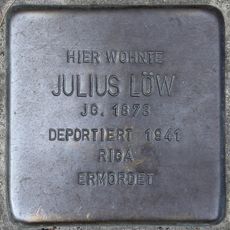 HIER WOHNTE
JULIUS LÖW
JG. 1873
DEPORTIERT 1941
RIGA
ERMORDET